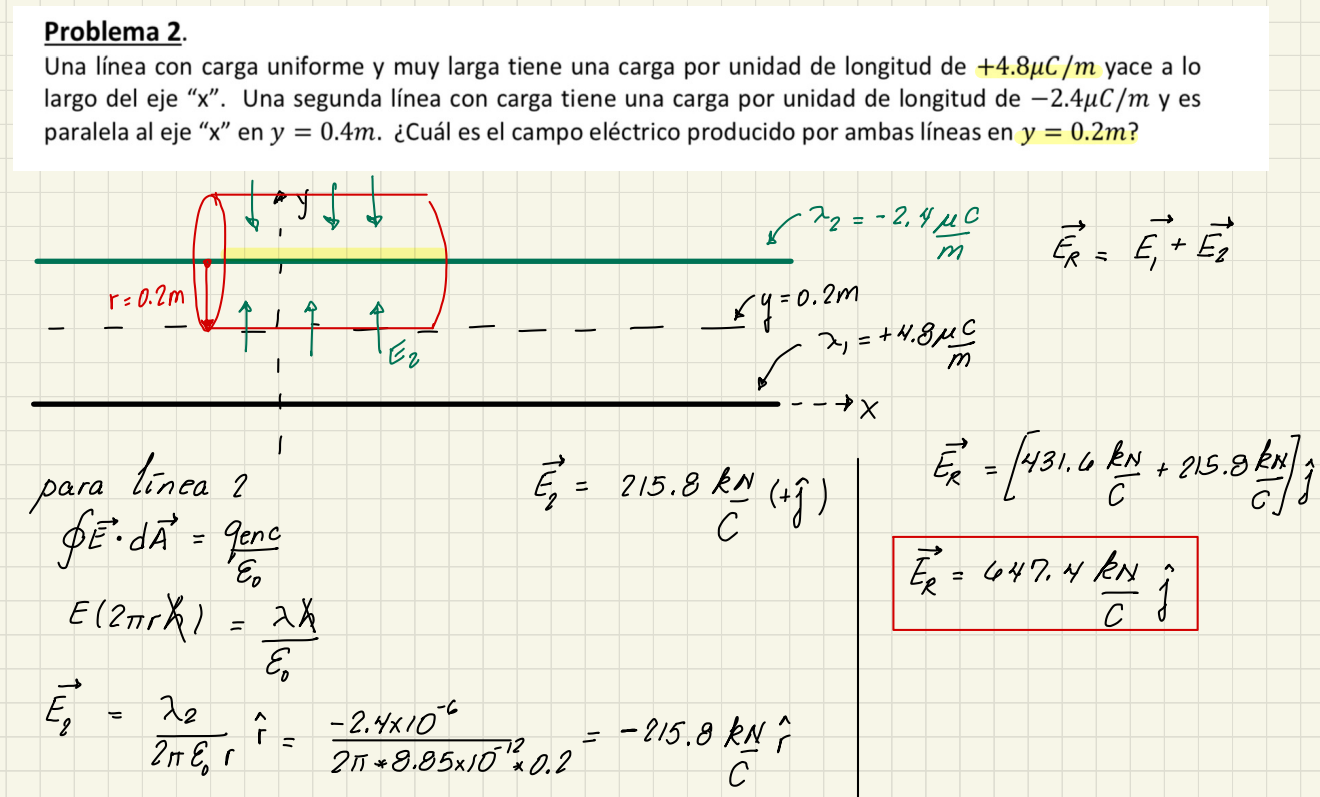 Problema 2.
Una línea con carga uniforme y muy larga tiene una carga por unidad de longitud de +4.8μC/m yace a lo
largo del eje “x”. Una segunda línea con carga tiene una carga por unidad de longitud de −2.4μC/m y es
paralela al eje “x” en y = 0.4m. ¿Cuál es el campo eléctrico producido por ambas líneas en y = 0.2m?
y
λ₂ = -2.4 μC/m
E⃗_R = E⃗₁ + E⃗₂
r = 0.2m
y = 0.2m
E₂
λ₁ = +4.8 μC/m
x
para línea 2
∮E⃗·dA⃗ = qenc/ε₀
E(2πrh) = λh/ε₀
E⃗₂ = λ₂/(2πε₀r) r̂ = -2.4x10⁻⁶/(2π*8.85x10⁻¹²*0.2) = -215.8 kN/C r̂
E⃗₂ = 215.8 kN/C (+ĵ)
E⃗_R = [431.6 kN/C + 215.8 kN/C] ĵ
E⃗_R = 647.4 kN/C ĵ